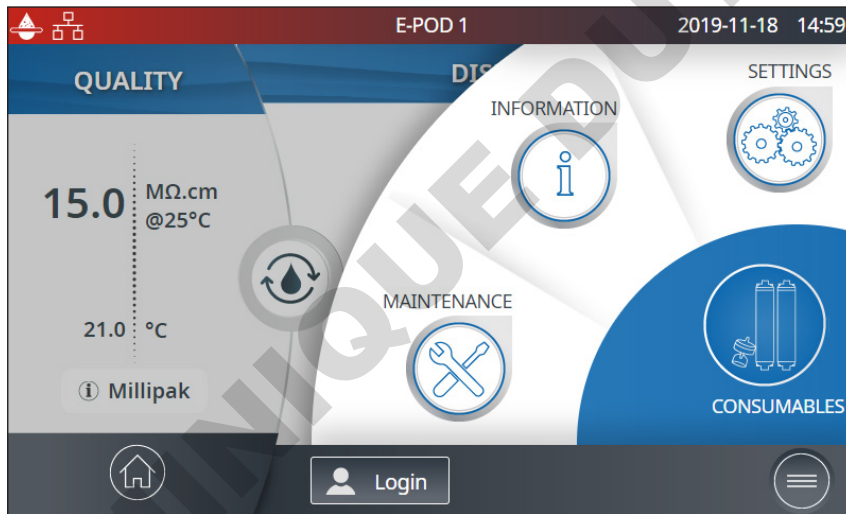 E-POD 1
2019-11-18 14:59
QUALITY
15.0 MΩ.cm
@25°C
21.0 °C
Millipak
INFORMATION
SETTINGS
MAINTENANCE
CONSUMABLES
Login